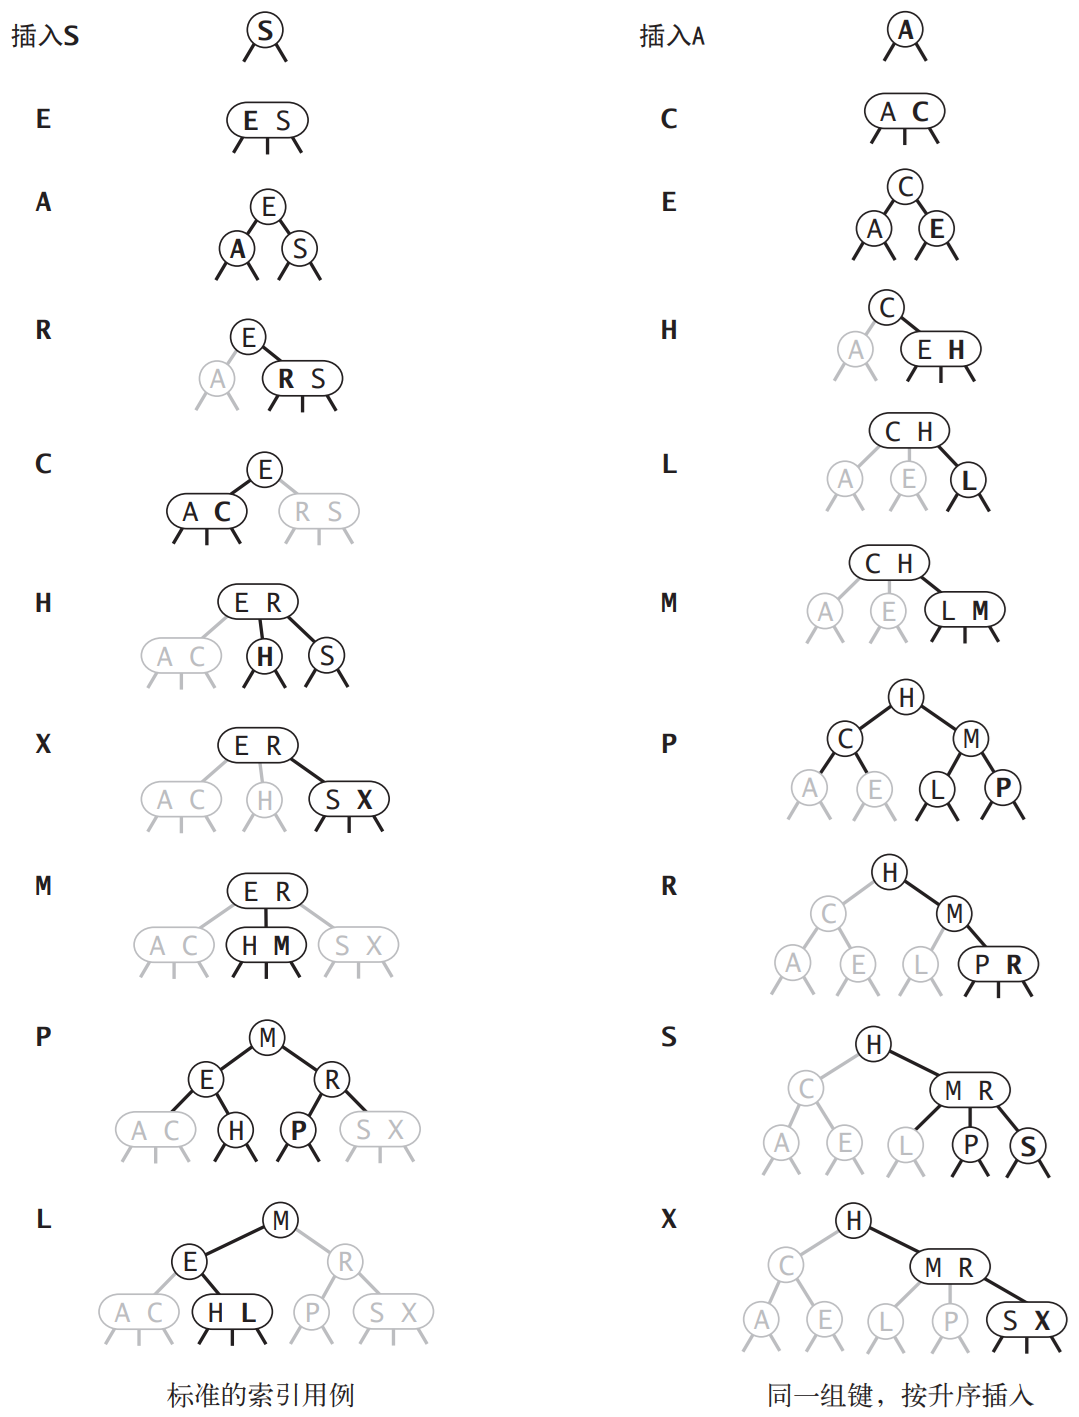 插入S
S
E
E S
A
E
A S
R
E
A R S
C
E
A C R S
H
E R
A C H S
X
E R
A C H S X
M
E R
A C H M S X
P
M
E R
A C H P S X
L
M
E R
A C H L P S X
标准的索引用例
插入A
A
C
A C
E
C
A E
H
C
A E H
L
C H
A E L
M
C H
A E L M
P
H
C M
A E L P
R
H
C M
A E L P R
S
H
C M R
A E L P S
X
H
C M R
A E L P S X
同一组键，按升序插入